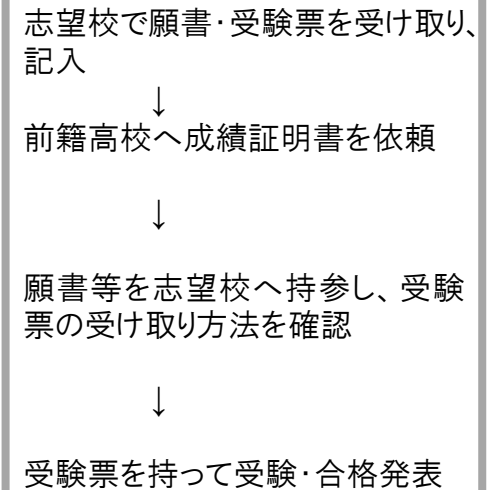 志望校で願書･受験票を受け取り、
記入
↓
前籍高校へ成績証明書を依頼
↓
願書等を志望校へ持参し、受験
票の受け取り方法を確認
↓
受験票を持って受験･合格発表